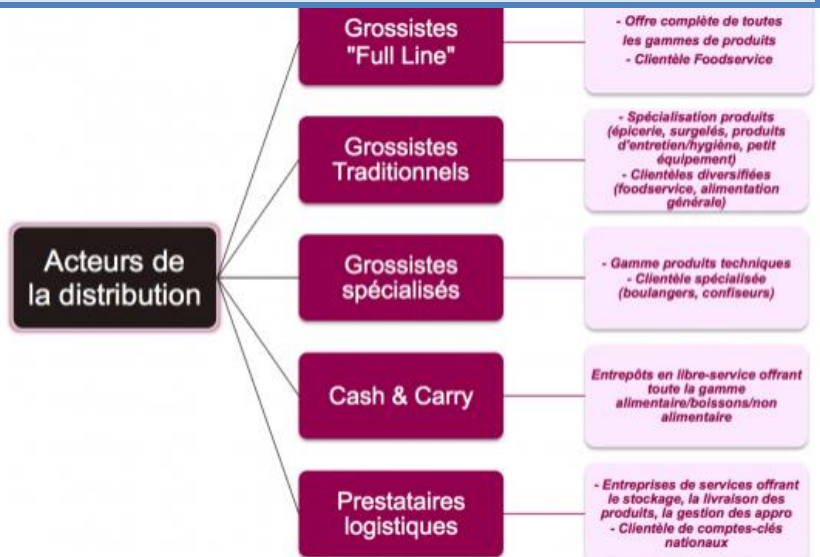 Grossistes
"Full Line"
- Offre complète de toutes
les gammes de produits
- Clientèle Foodservice
Grossistes
Traditionnels
- Spécialisation produits
(épicerie, surgelés, produits
d'entretien/hygiène, petit
équipement)
- Clientèles diversifiées
(foodservice, alimentation
générale)
Acteurs de
la distribution
Grossistes
spécialisés
- Gamme produits techniques
- Clientèle spécialisée
(boulangers, confiseurs)
Cash & Carry
Entrepôts en libre-service offrant
toute la gamme
alimentaire/boissons/non
alimentaire
Prestataires
logistiques
- Entreprises de services offrant
le stockage, la livraison des
produits, la gestion des appro
- Clientèle de comptes-clés
nationaux